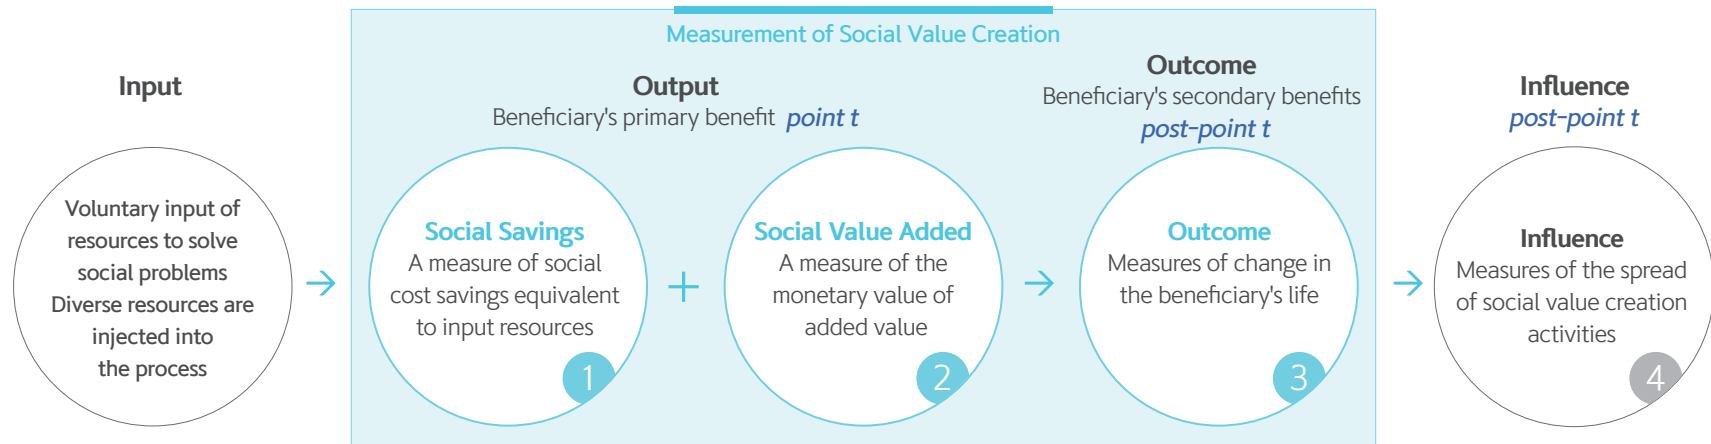 Measurement of Social Value Creation
Input
Voluntary input of
resources to solve
social problems
Diverse resources are
injected into
the process
→
Output
Beneficiary's primary benefit point t
Social Savings
A measure of social
cost savings equivalent
to input resources
1
+
Social Value Added
A measure of the
monetary value of
added value
2
→
Outcome
Beneficiary's secondary benefits
post-point t
Outcome
Measures of change in
the beneficiary's life
3
→
Influence
post-point t
Influence
Measures of the spread
of social value creation
activities
4